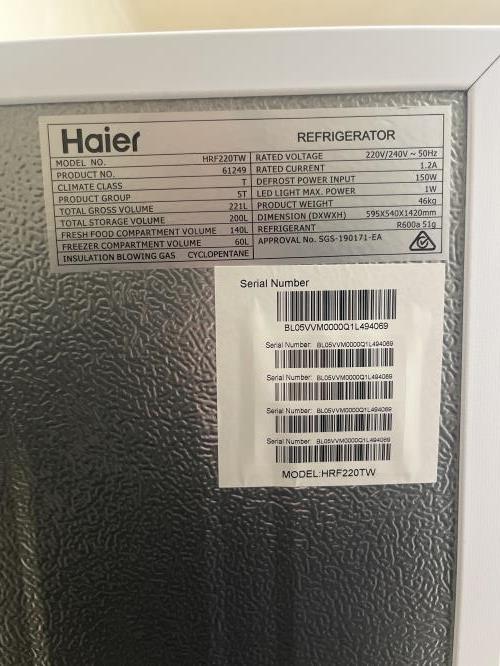 Haier
REFRIGERATOR
MODEL NO. HRF220TW
PRODUCT NO. 61249
CLIMATE CLASS T
PRODUCT GROUP 5T
TOTAL GROSS VOLUME 221L
TOTAL STORAGE VOLUME 200L
FRESH FOOD COMPARTMENT VOLUME 140L
FREEZER COMPARTMENT VOLUME 60L
INSULATION BLOWING GAS CYCLOPENTANE
RATED VOLTAGE 220V/240V ~ 50Hz
RATED CURRENT 1.2A
DEFROST POWER INPUT 150W
LED LIGHT MAX. POWER 1W
PRODUCT WEIGHT 46kg
DIMENSION (DXWXH) 595X540X1420mm
REFRIGERANT R600a 51g
APPROVAL No. SGS-190171-EA
Serial Number
BL05VVM0000Q1L494069
Serial Number: BL05VVM0000Q1L494069
Serial Number: BL05VVM0000Q1L494069
Serial Number: BL05VVM0000Q1L494069
Serial Number: BL05VVM0000Q1L494069
MODEL:HRF220TW